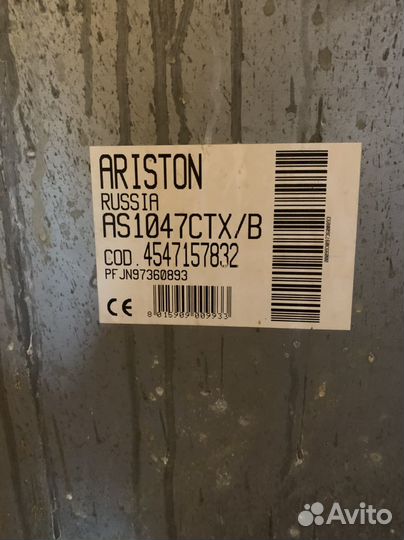 ARISTON
RUSSIA
AS1047CTX/B
COD.4547157832
PFJN97360893
CE
8 015909 009933
Avito